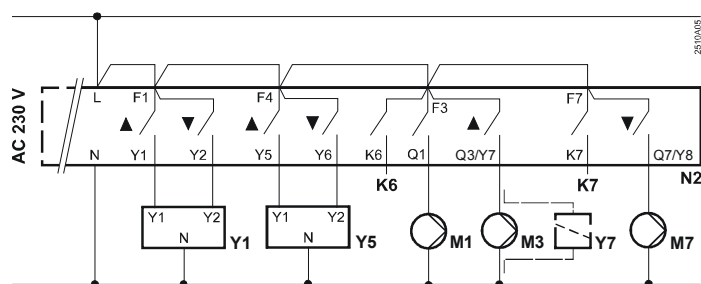 2510A05
AC 230 V
L F1 F4 F3 F7
N Y1 Y2 Y5 Y6 K6 Q1 Q3/Y7 K7 Q7/Y8
K6 K7 N2
Y1 Y2 Y1 Y2
N Y1 N Y5 M1 M3 Y7 M7